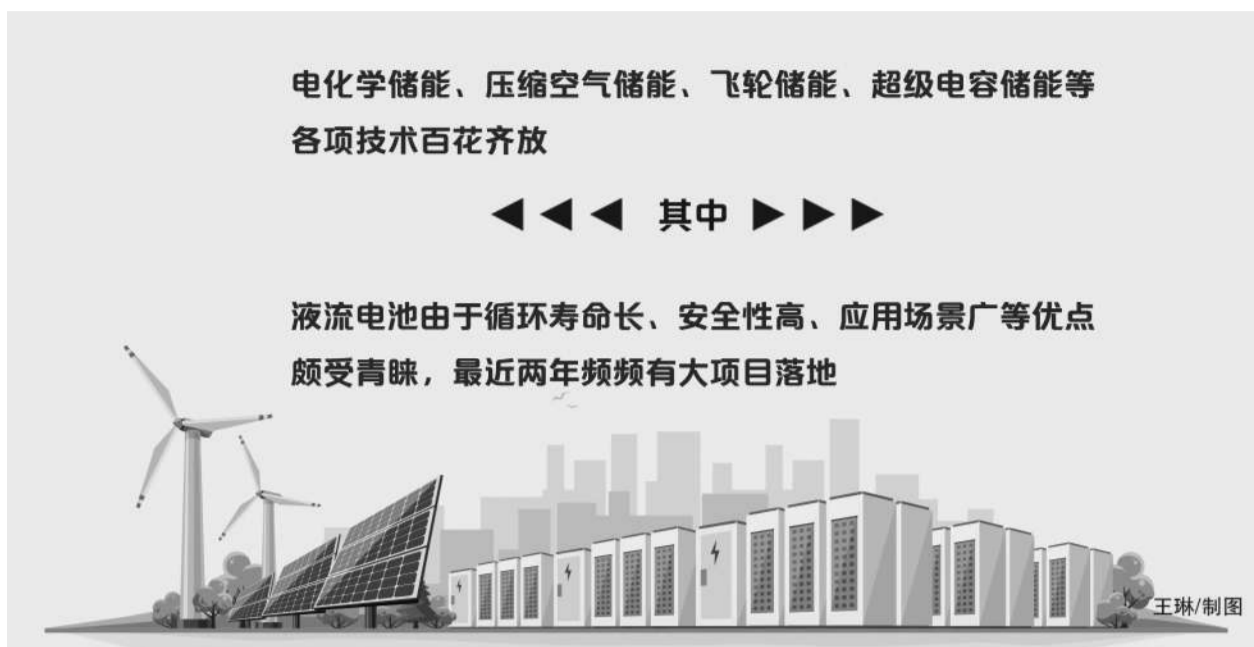 电化学储能、压缩空气储能、飞轮储能、超级电容储能等
各项技术百花齐放
其中
液流电池由于循环寿命长、安全性高、应用场景广等优点
颇受青睐，最近两年频频有大项目落地
王琳/制图